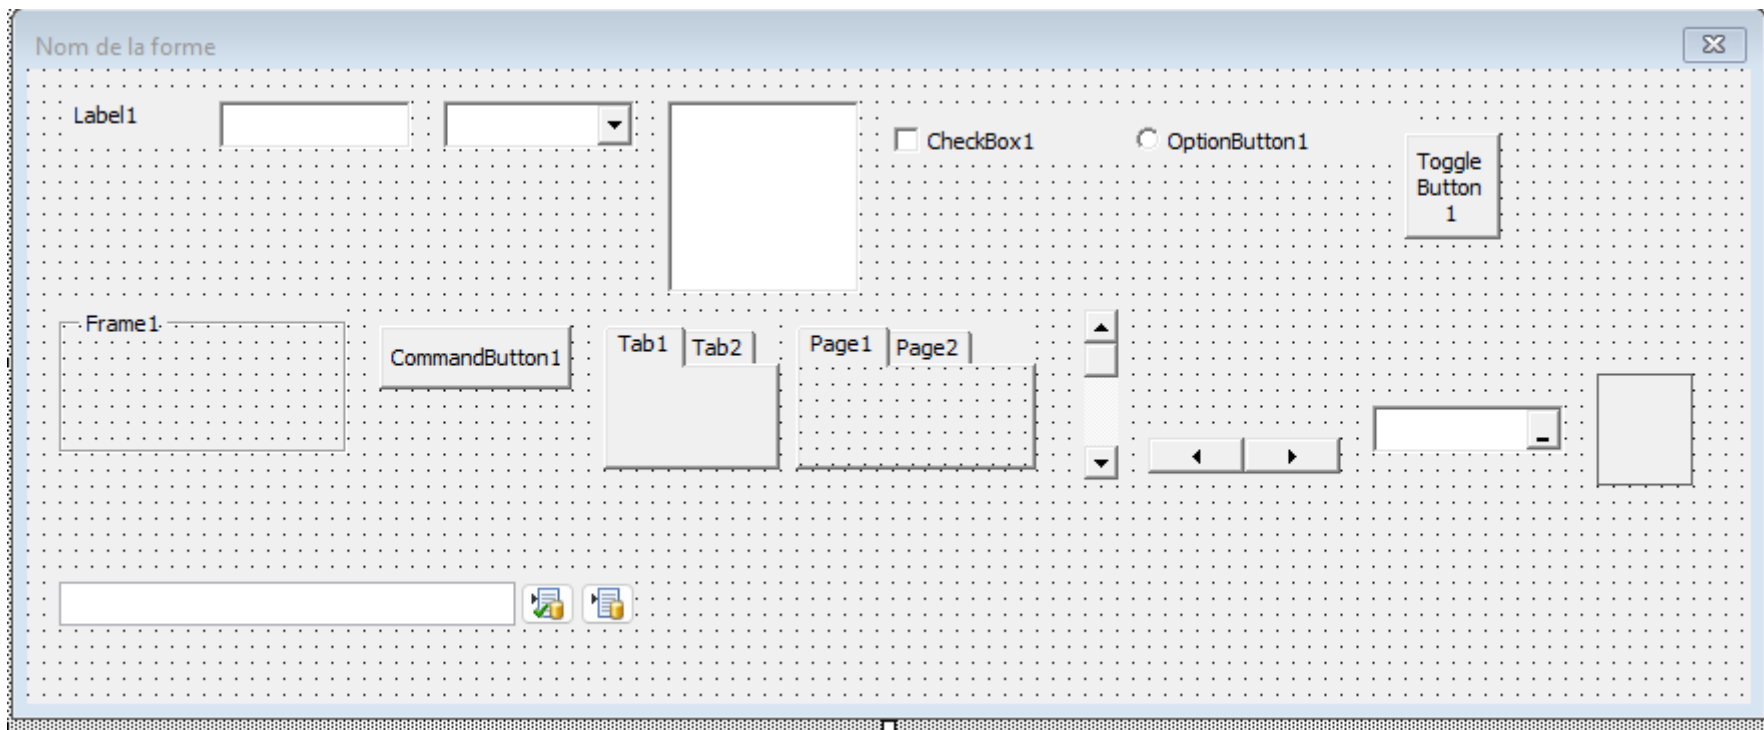 Nom de la forme
Label1
CheckBox1
OptionButton1
Toggle
Button
1
Frame1
CommandButton1
Tab1
Tab2
Page1
Page2